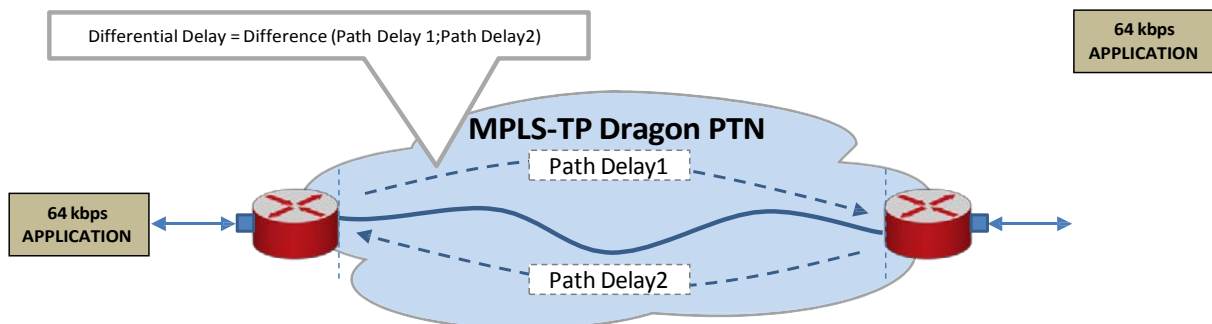 Differential Delay = Difference (Path Delay 1;Path Delay2)
64 kbps
APPLICATION
MPLS-TP Dragon PTN
Path Delay1
64 kbps
APPLICATION
Path Delay2